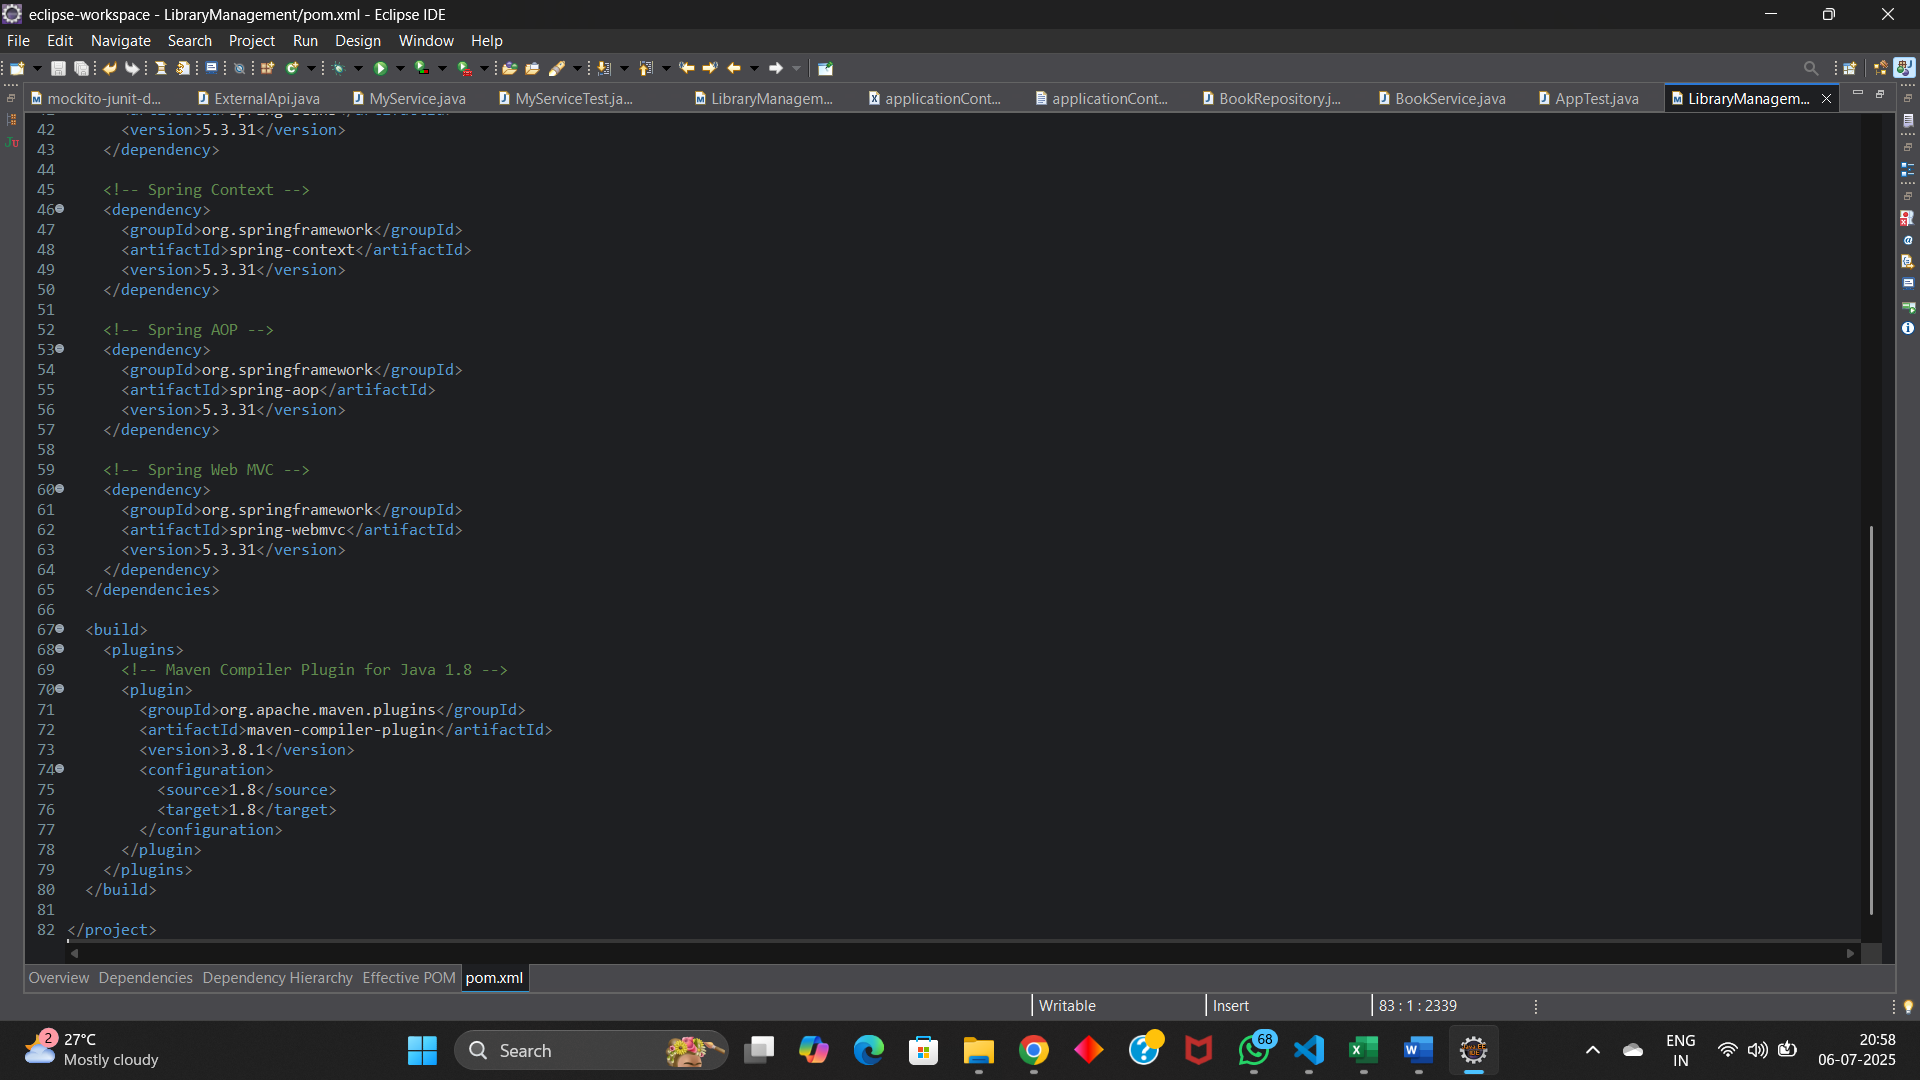 eclipse-workspace - LibraryManagement/pom.xml - Eclipse IDE
File Edit Navigate Search Project Run Design Window Help
mockito-junit-d... ExternalApi.java MyService.java MyServiceTest.ja... LibraryManagem... applicationCont... applicationCont... BookRepository.j... BookService.java AppTest.java LibraryManagem...
42 <version>5.3.31</version>
43 </dependency>
44
45 <!-- Spring Context -->
46 <dependency>
47 <groupId>org.springframework</groupId>
48 <artifactId>spring-context</artifactId>
49 <version>5.3.31</version>
50 </dependency>
51
52 <!-- Spring AOP -->
53 <dependency>
54 <groupId>org.springframework</groupId>
55 <artifactId>spring-aop</artifactId>
56 <version>5.3.31</version>
57 </dependency>
58
59 <!-- Spring Web MVC -->
60 <dependency>
61 <groupId>org.springframework</groupId>
62 <artifactId>spring-webmvc</artifactId>
63 <version>5.3.31</version>
64 </dependency>
65 </dependencies>
66
67 <build>
68 <plugins>
69 <!-- Maven Compiler Plugin for Java 1.8 -->
70 <plugin>
71 <groupId>org.apache.maven.plugins</groupId>
72 <artifactId>maven-compiler-plugin</artifactId>
73 <version>3.8.1</version>
74 <configuration>
75 <source>1.8</source>
76 <target>1.8</target>
77 </configuration>
78 </plugin>
79 </plugins>
80 </build>
81
82 </project>
Overview Dependencies Dependency Hierarchy Effective POM pom.xml
Writable Insert 83 : 1 : 2339
2 27°C
Mostly cloudy
Search
68
ENG
IN
20:58
06-07-2025